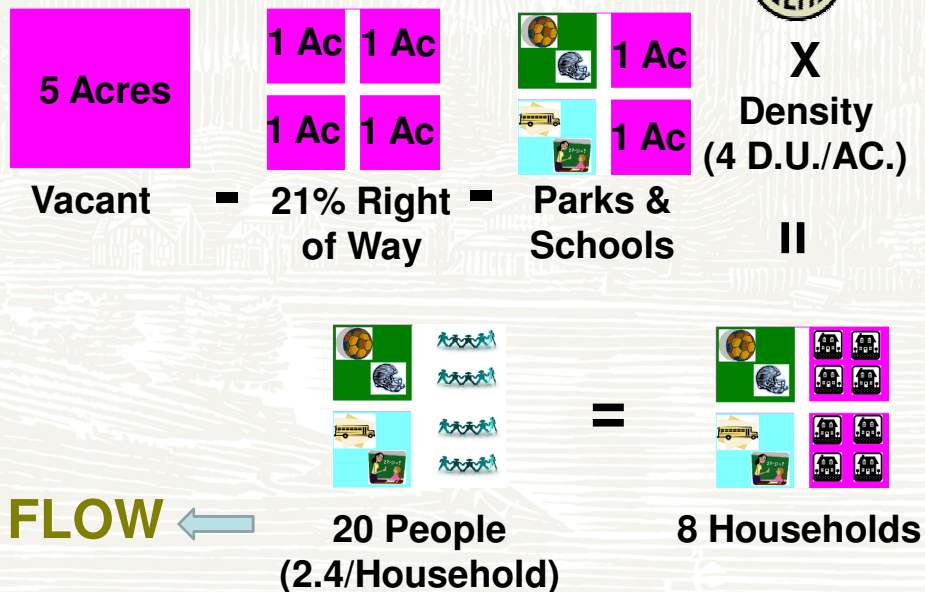 5 Acres
1 Ac 1 Ac
1 Ac 1 Ac
1 Ac
1 Ac
X
Density
(4 D.U./AC.)
Vacant
-
21% Right
of Way
-
Parks &
Schools
=
8 Households
=
20 People
(2.4/Household)
FLOW